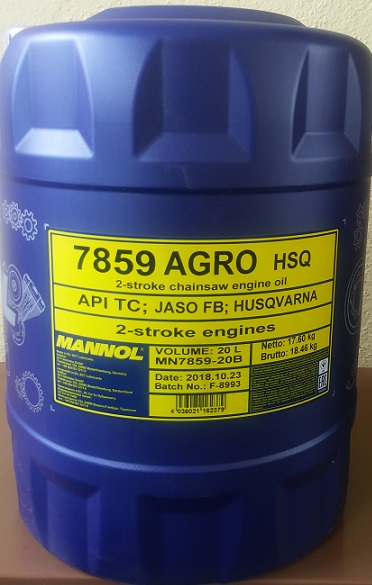 7859 AGRO HSQ
2-stroke chainsaw engine oil
API TC; JASO FB; HUSQVARNA
2-stroke engines
MANNOL
VOLUME: 20 L
MN7859-20B
Netto: 17.60 kg
Brutto: 18.46 kg
Date: 2018.10.23
Batch No.: F-8993
4 036021 162379